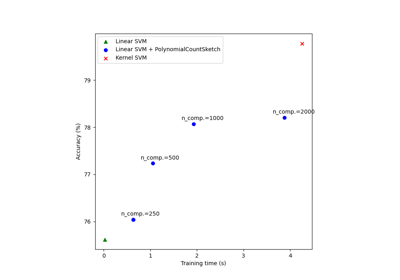 Linear SVM
Linear SVM + PolynomialCountSketch
Kernel SVM
79
78
77
76
Accuracy (%)
n_comp.=2000
n_comp.=1000
n_comp.=500
n_comp.=250
0
1
2
3
4
Training time (s)